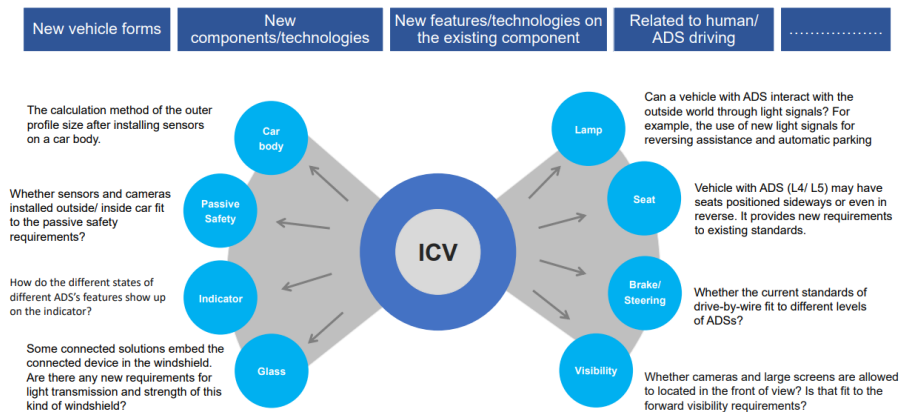 New vehicle forms
New
components/technologies
New features/technologies on
the existing component
Related to human/
ADS driving
....................
The calculation method of the outer
profile size after installing sensors
on a car body.
Car
body
Whether sensors and cameras
installed outside/ inside car fit
to the passive safety
requirements?
Passive
Safety
How do the different states of
different ADS's features show up
on the indicator?
Indicator
Some connected solutions embed the
connected device in the windshield.
Are there any new requirements for
light transmission and strength of this
kind of windshield?
Glass
ICV
Lamp
Can a vehicle with ADS interact with the
outside world through light signals? For
example, the use of new light signals for
reversing assistance and automatic parking
Seat
Vehicle with ADS (L4/ L5) may have
seats positioned sideways or even in
reverse. It provides new requirements
to existing standards.
Brake/
Steering
Whether the current standards of
drive-by-wire fit to different levels
of ADSs?
Visibility
Whether cameras and large screens are allowed
to located in the front of view? Is that fit to the
forward visibility requirements?